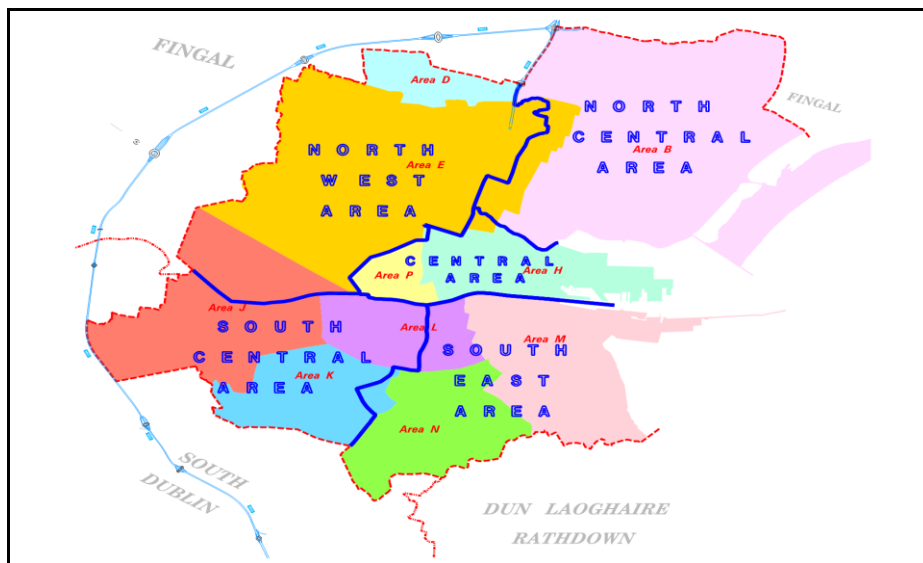 FINGAL
Area D
NORTH
CENTRAL
Area B
AREA
FINGAL
NORTH
Area E
WEST
AREA
CENTRAL
Area P
AREA
Area H
Area J
SOUTH
CENTRAL
Area K
AREA
Area L
Area M
SOUTH
EAST
AREA
Area N
SOUTH
DUBLIN
DUN LAOGHAIRE
RATHDOWN